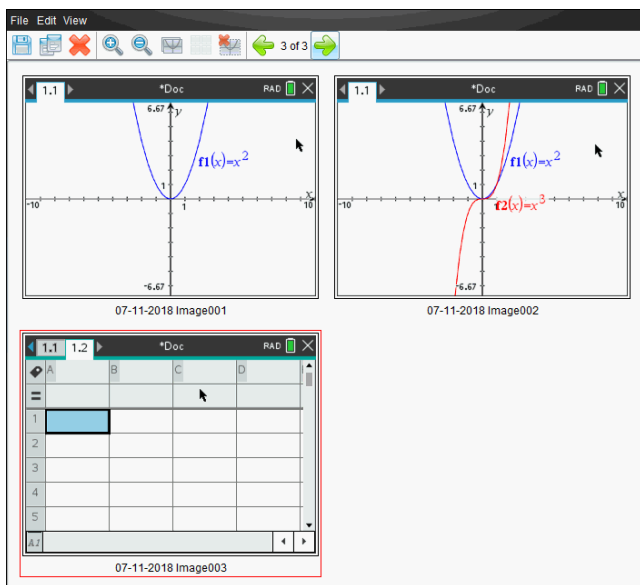 File Edit View
3 of 3
1.1 *Doc RAD
6.67 y
f1(x)=x²
1
-10 1 x 10
-6.67
07-11-2018 Image001
1.1 *Doc RAD
6.67 y
f1(x)=x²
1
-10 1 x 10
f2(x)=x³
-6.67
07-11-2018 Image002
1.1 1.2 *Doc RAD
A B C D
=
1
2
3
4
5
A1
07-11-2018 Image003